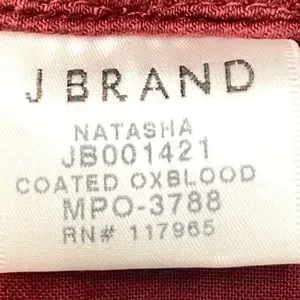 J BRAND
NATASHA
JB001421
COATED OXBLOOD
MPO-3788
RN# 117965